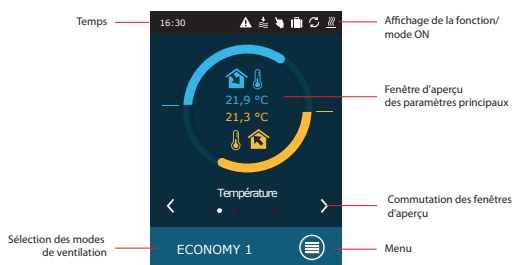 Temps
16:30
Affichage de la fonction/
mode ON
21,9 °C
21,3 °C
Fenêtre d'aperçu
des paramètres principaux
Température
Commutation des fenêtres
d'aperçu
Sélection des modes
de ventilation
ECONOMY 1
Menu